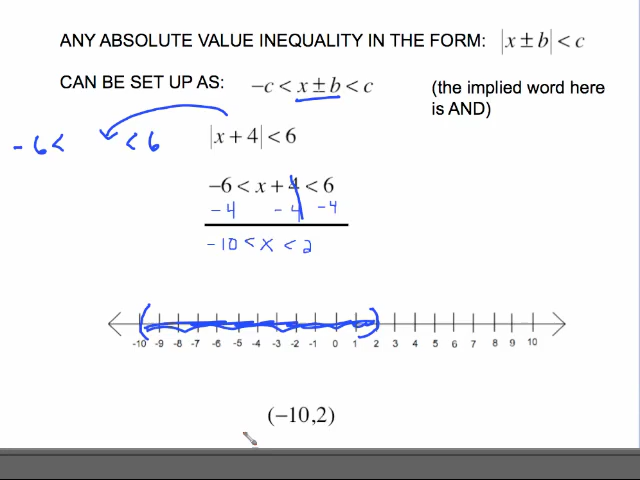 ANY ABSOLUTE VALUE INEQUALITY IN THE FORM: |x ± b| < c
CAN BE SET UP AS: −c < x ± b < c (the implied word here
is AND)
-6 < < 6
|x + 4| < 6
−6 < x + 4 < 6
-4 -4 -4
-10 < x < 2
-10 -9 -8 -7 -6 -5 -4 -3 -2 -1 0 1 2 3 4 5 6 7 8 9 10
(−10,2)